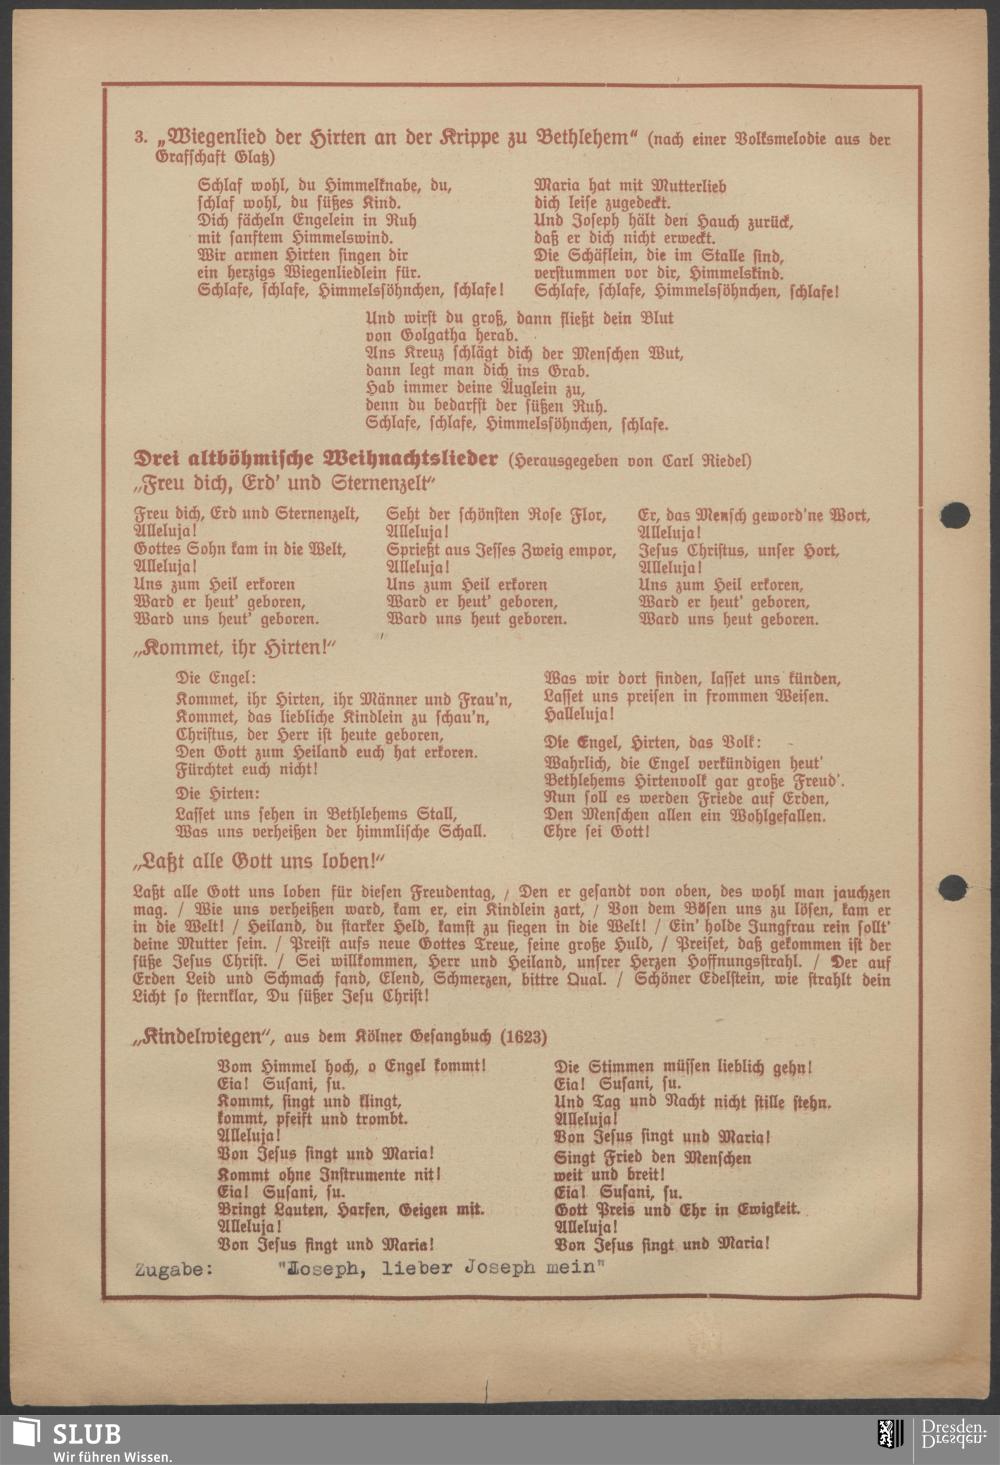 3. „Wiegenlied der Hirten an der Krippe zu Bethlehem“ (nach einer Volksmelodie aus der
Grafschaft Glatz)
Schlaf wohl, du Himmelknabe, du,
schlaf wohl, du süßes Kind.
Dich fächeln Engelein in Ruh
mit sanftem Himmelswind.
Wir armen Hirten singen dir
ein herzigs Wiegenliedlein für.
Schlafe, schlafe, Himmelssöhnchen, schlafe!
Maria hat mit Mutterlieb
dich leise zugedeckt.
Und Joseph hält den Hauch zurück,
daß er dich nicht erweckt.
Die Schäflein, die im Stalle sind,
verstummen vor dir, Himmelskind.
Schlafe, schlafe, Himmelssöhnchen, schlafe!
Und wirst du groß, dann fließt dein Blut
von Golgatha herab.
Ans Kreuz schlägt dich der Menschen Wut,
dann legt man dich ins Grab.
Hab immer deine Äuglein zu,
denn du bedarfst der süßen Ruh.
Schlafe, schlafe, Himmelssöhnchen, schlafe.
Drei altböhmische Weihnachtslieder (Herausgegeben von Carl Riedel)
„Freu dich, Erd' und Sternenzelt“
Freu dich, Erd und Sternenzelt,
Alleluja!
Gottes Sohn kam in die Welt,
Alleluja!
Uns zum Heil erkoren
Ward er heut' geboren,
Ward uns heut' geboren.
Seht der schönsten Rose Flor,
Alleluja!
Sprießt aus Jesses Zweig empor,
Alleluja!
Uns zum Heil erkoren
Ward er heut' geboren,
Ward uns heut geboren.
Er, das Mensch geword'ne Wort,
Alleluja!
Jesus Christus, unser Hort,
Alleluja!
Uns zum Heil erkoren,
Ward er heut' geboren,
Ward uns heut geboren.
„Kommet, ihr Hirten!“
Die Engel:
Kommet, ihr Hirten, ihr Männer und Frau'n,
Kommet, das liebliche Kindlein zu schau'n,
Christus, der Herr ist heute geboren,
Den Gott zum Heiland euch hat erkoren.
Fürchtet euch nicht!
Die Hirten:
Lasset uns sehen in Bethlehems Stall,
Was uns verheißen der himmlische Schall.
Was wir dort finden, lasset uns künden,
Lasset uns preisen in frommen Weisen.
Halleluja!
Die Engel, Hirten, das Volk:
Wahrlich, die Engel verkündigen heut'
Bethlehems Hirtenvolk gar große Freud'.
Nun soll es werden Friede auf Erden,
Den Menschen allen ein Wohlgefallen.
Ehre sei Gott!
„Laßt alle Gott uns loben!“
Laßt alle Gott uns loben für diesen Freudentag, / Den er gesandt von oben, des wohl man jauchzen
mag. / Wie uns verheißen ward, kam er, ein Kindlein zart, / Von dem Bösen uns zu lösen, kam er
in die Welt! / Heiland, du starker Held, kamst zu siegen in die Welt! / Ein' holde Jungfrau rein sollt'
deine Mutter sein. / Preist aufs neue Gottes Treue, seine große Huld, / Preiset, daß gekommen ist der
süße Jesus Christ. / Sei willkommen, Herr und Heiland, unsrer Herzen Hoffnungsstrahl. / Der auf
Erden Leid und Schmach fand, Elend, Schmerzen, bittre Qual. / Schöner Edelstein, wie strahlt dein
Licht so sternklar, Du süßer Jesu Christ!
„Kindelwiegen“, aus dem Kölner Gesangbuch (1623)
Vom Himmel hoch, o Engel kommt!
Eia! Susani, su.
Kommt, singt und klingt,
kommt, pfeift und trombt.
Alleluja!
Von Jesus singt und Maria!
Kommt ohne Instrumente nit!
Eia! Susani, su.
Bringt Lauten, Harfen, Geigen mit.
Alleluja!
Von Jesus singt und Maria!
Die Stimmen müssen lieblich gehn!
Eia! Susani, su.
Und Tag und Nacht nicht stille stehn.
Alleluja!
Von Jesus singt und Maria!
Singt Fried den Menschen
weit und breit!
Eia! Susani, su.
Gott Preis und Ehr in Ewigkeit.
Alleluja!
Von Jesus singt und Maria!
Zugabe: "Joseph, lieber Joseph mein"
SLUB
Wir führen Wissen.
Dresden.
Dresden.